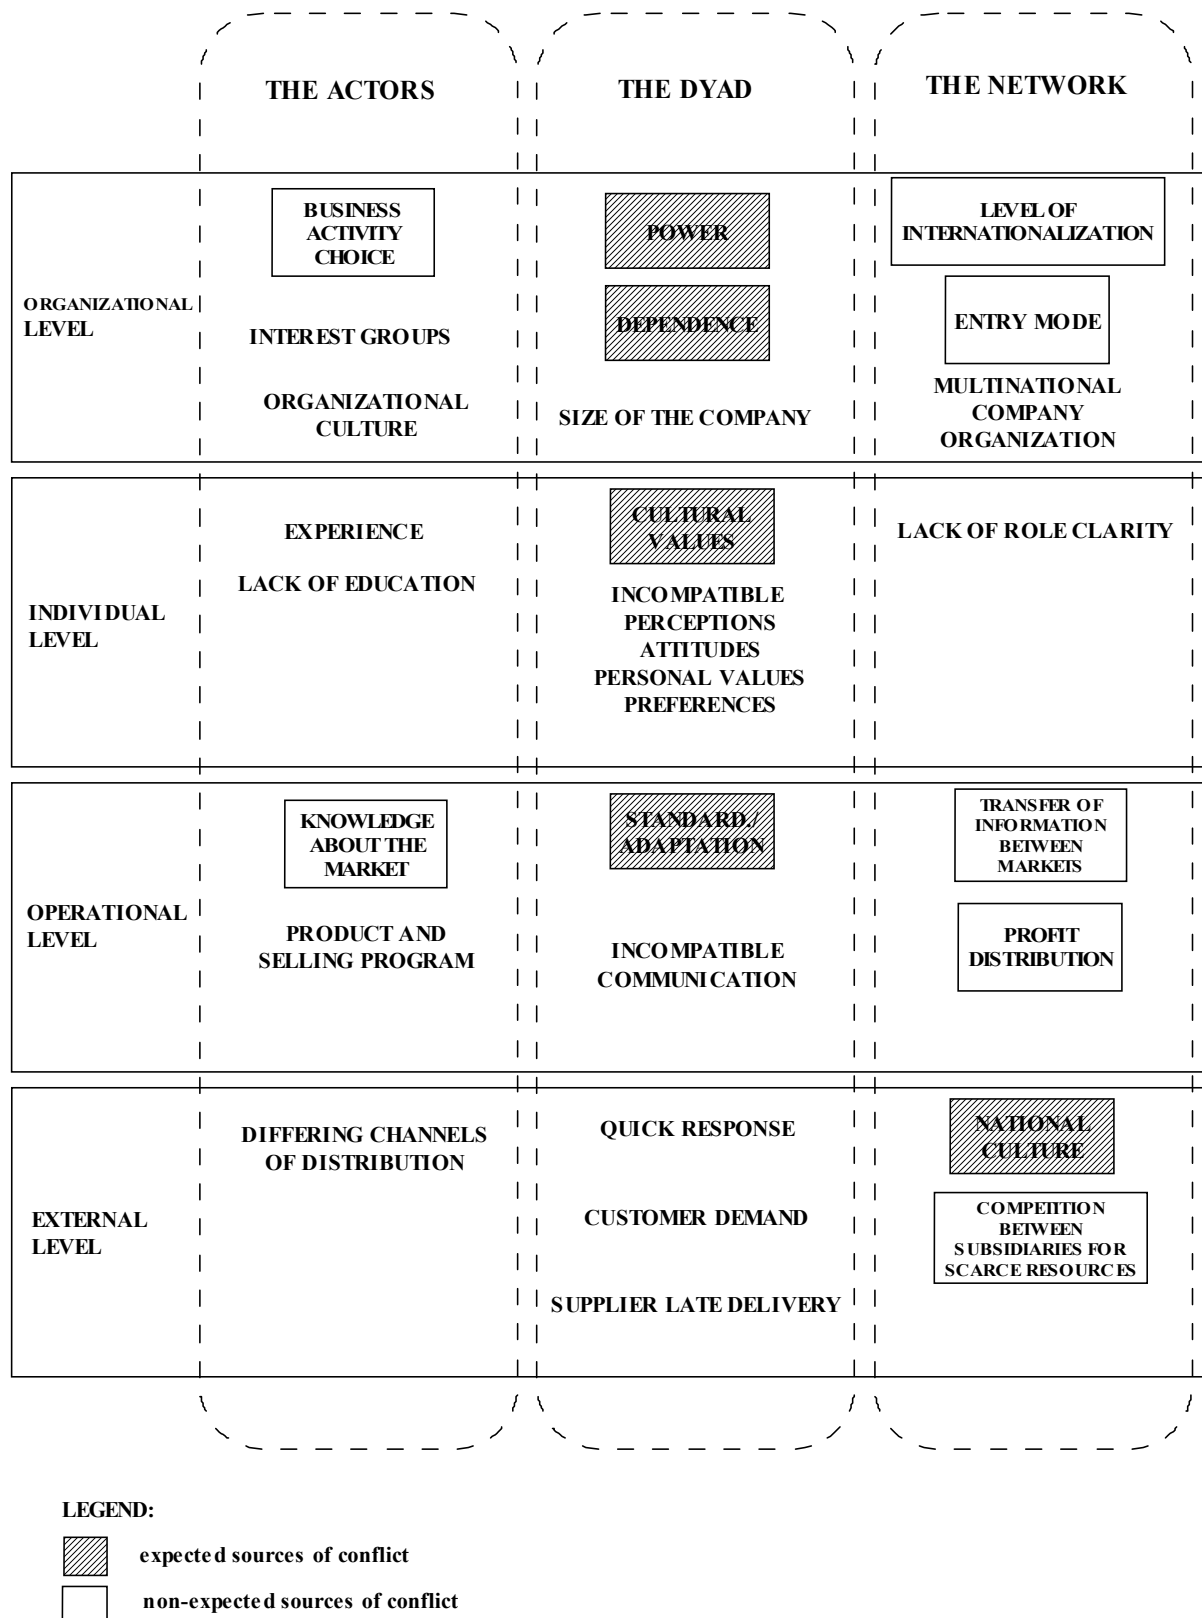 THE ACTORS
THE DYAD
THE NETWORK
ORGANIZATIONAL
LEVEL
BUSINESS
ACTIVITY
CHOICE
INTEREST GROUPS
ORGANIZATIONAL
CULTURE
POWER
DEPENDENCE
SIZE OF THE COMPANY
LEVEL OF
INTERNATIONALIZATION
ENTRY MODE
MULTINATIONAL
COMPANY
ORGANIZATION
INDIVIDUAL
LEVEL
EXPERIENCE
LACK OF EDUCATION
CULTURAL
VALUES
INCOMPATIBLE
PERCEPTIONS
ATTITUDES
PERSONAL VALUES
PREFERENCES
LACK OF ROLE CLARITY
OPERATIONAL
LEVEL
KNOWLEDGE
ABOUT THE
MARKET
PRODUCT AND
SELLING PROGRAM
STANDARD./
ADAPTATION
INCOMPATIBLE
COMMUNICATION
TRANSFER OF
INFORMATION
BETWEEN
MARKETS
PROFIT
DISTRIBUTION
EXTERNAL
LEVEL
DIFFERING CHANNELS
OF DISTRIBUTION
QUICK RESPONSE
CUSTOMER DEMAND
SUPPLIER LATE DELIVERY
NATIONAL
CULTURE
COMPETITION
BETWEEN
SUBSIDIARIES FOR
SCARCE RESOURCES
LEGEND:
expected sources of conflict
non-expected sources of conflict